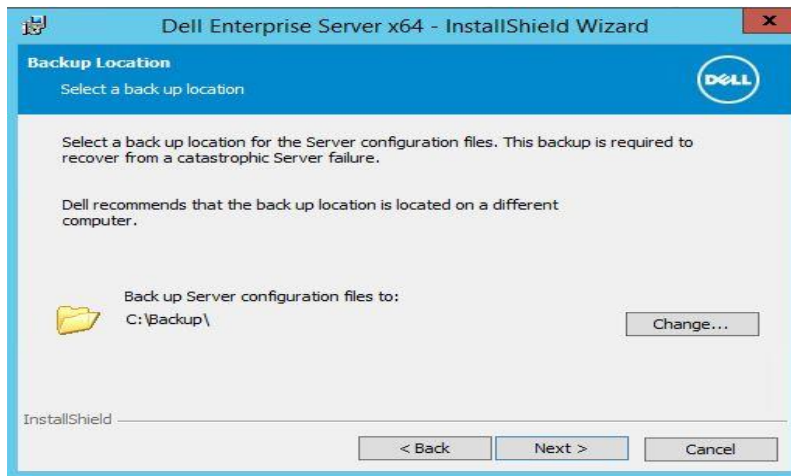 Dell Enterprise Server x64 - InstallShield Wizard
x
Backup Location
Select a back up location
DELL
Select a back up location for the Server configuration files. This backup is required to
recover from a catastrophic Server failure.
Dell recommends that the back up location is located on a different
computer.
Back up Server configuration files to:
C:\Backup\
Change...
InstallShield
< Back
Next >
Cancel